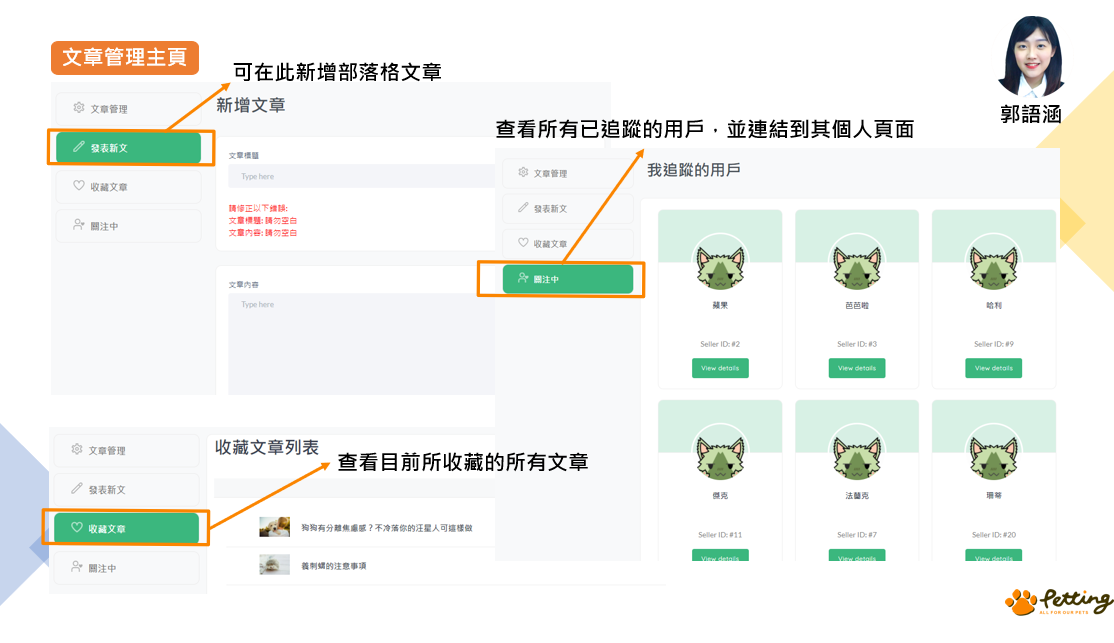 文章管理主頁
可在此新增部落格文章
郭語涵
文章管理
發表新文
收藏文章
關注中
新增文章
文章標題
Type here
請修正以下錯誤:
文章標題: 請勿空白
文章內容: 請勿空白
文章內容
Type here
查看所有已追蹤的用戶，並連結到其個人頁面
文章管理
發表新文
收藏文章
關注中
我追蹤的用戶
蘋果
芭芭啦
哈利
Seller ID: #2
Seller ID: #3
Seller ID: #9
View details
View details
View details
傑克
法蘭克
珊蒂
Seller ID: #11
Seller ID: #7
Seller ID: #20
View details
View details
View details
文章管理
發表新文
收藏文章
關注中
收藏文章列表
查看目前所收藏的所有文章
狗狗有分離焦慮感？不冷落你的汪星人可這樣做
養刺蝟的注意事項
Petting
ALL FOR OUR PETS